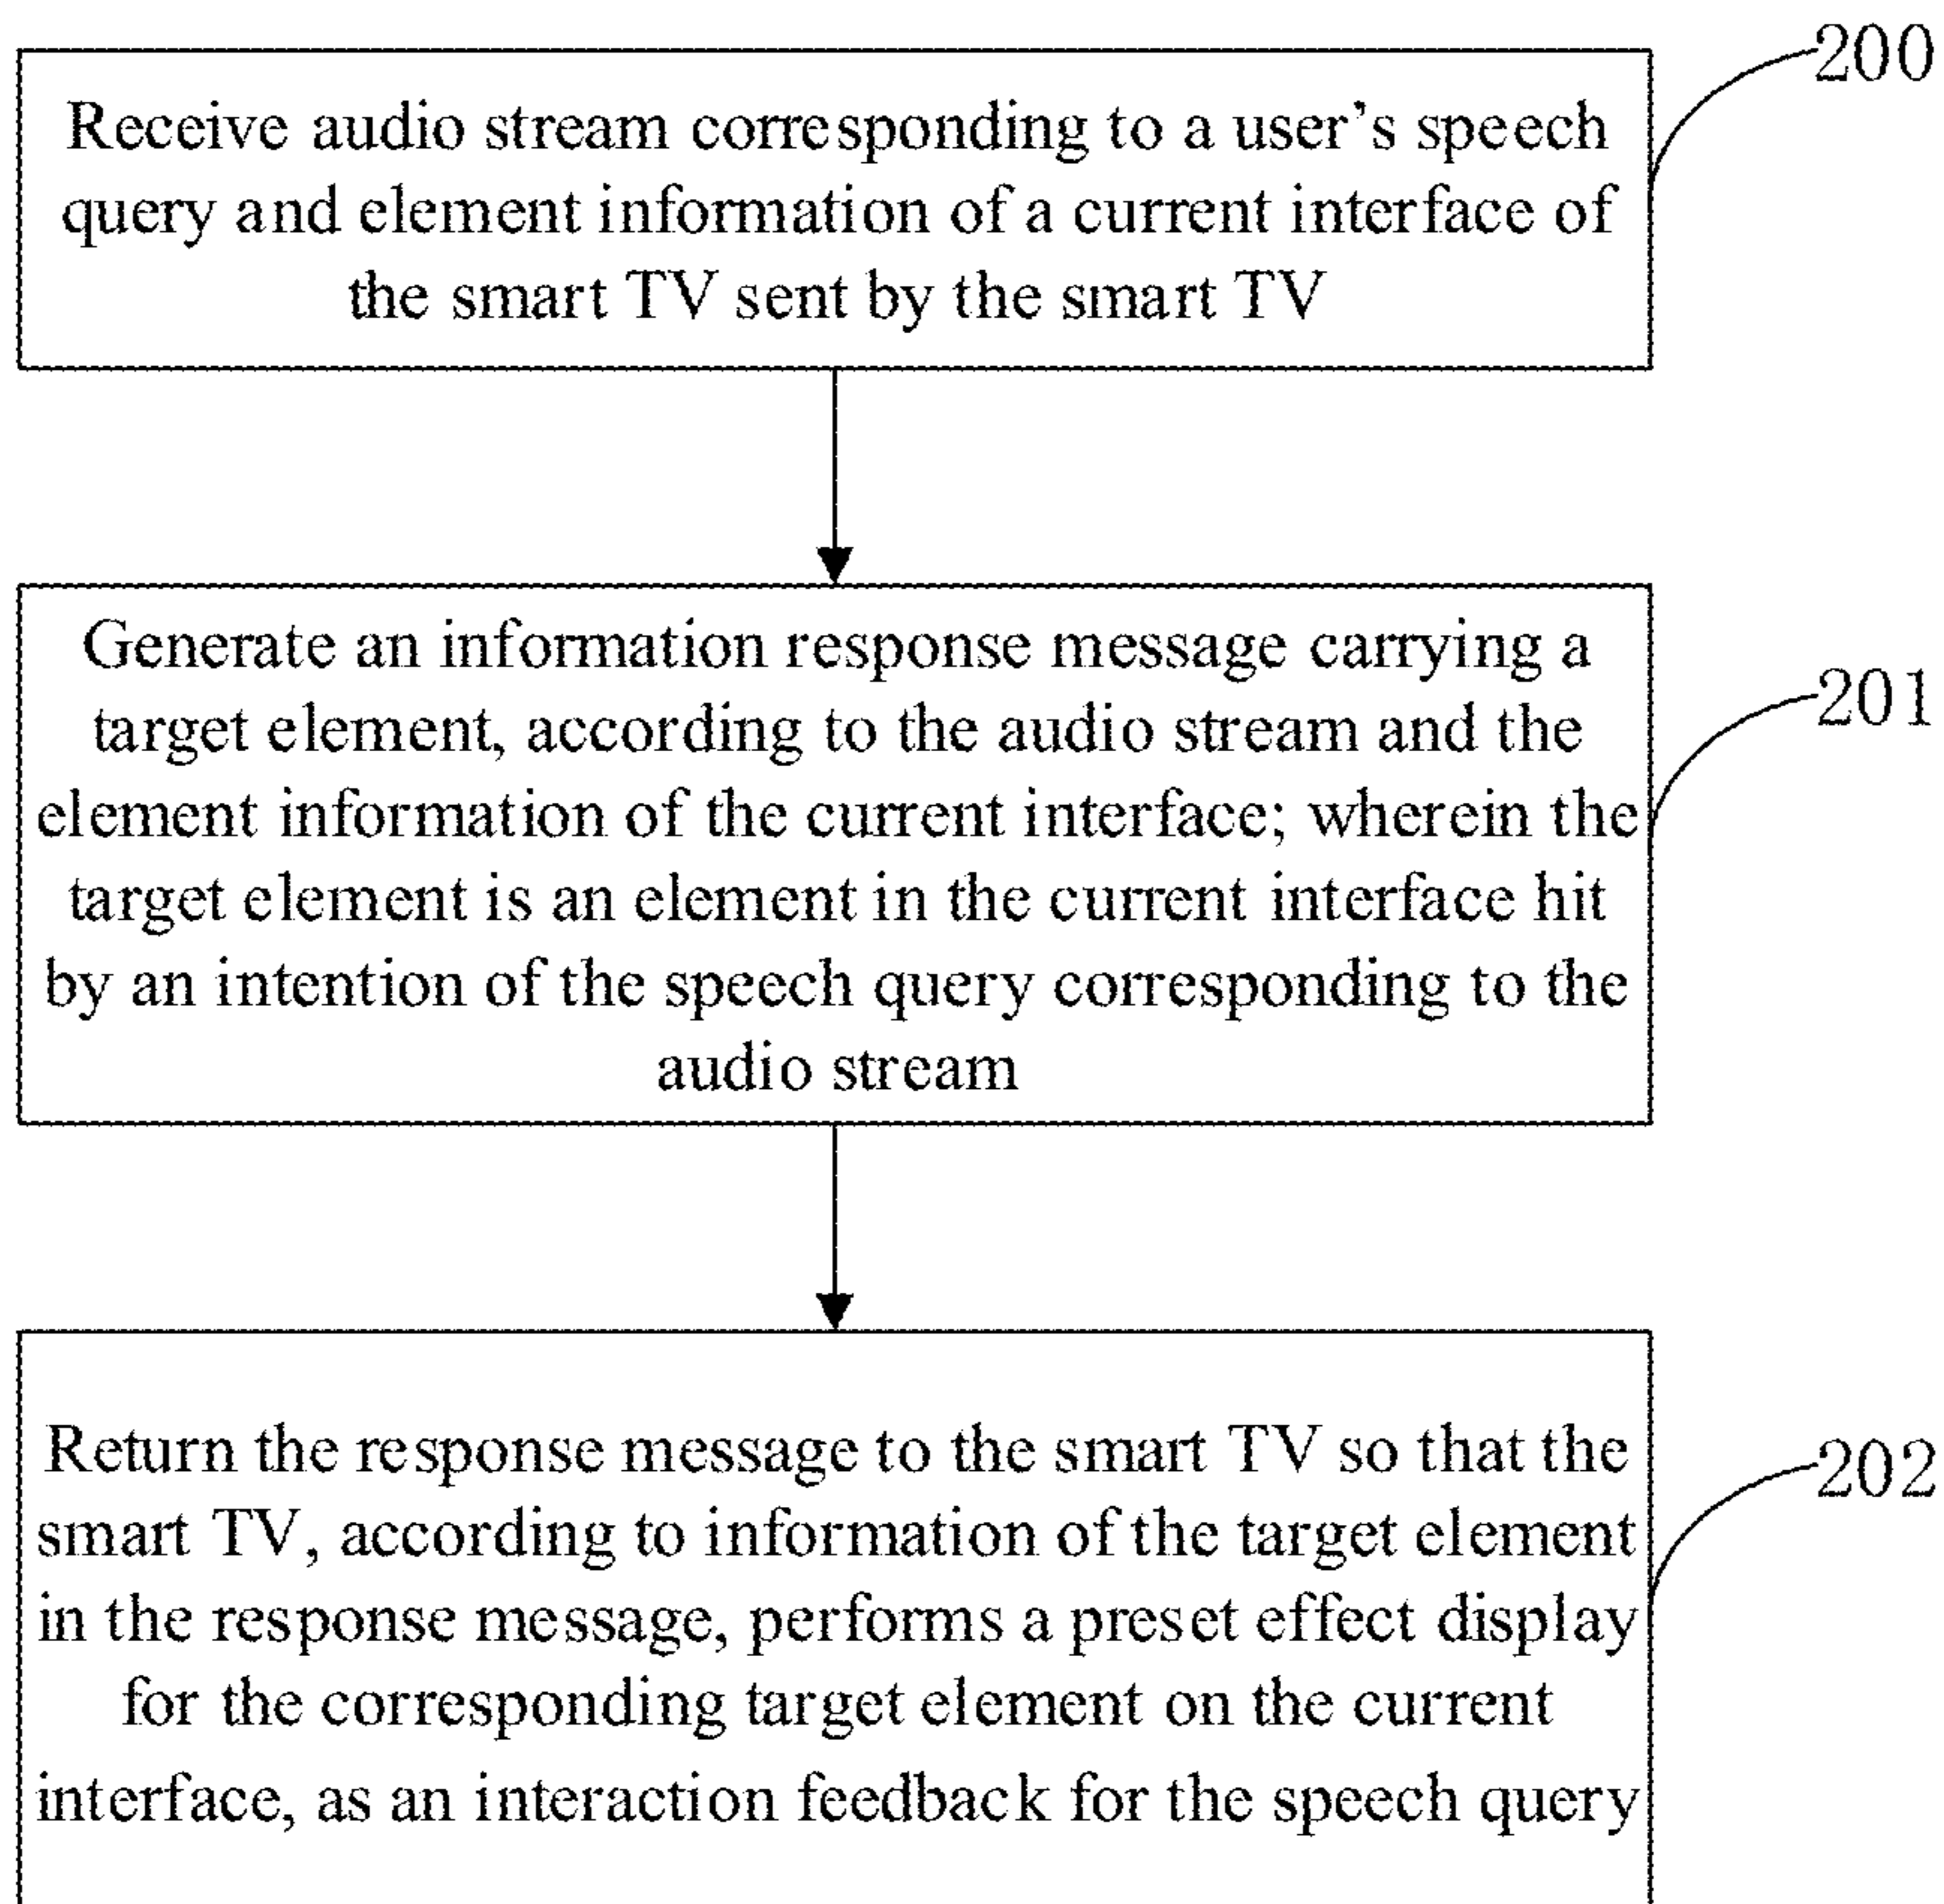 200
Receive audio stream corresponding to a user's speech
query and element information of a current interface of
the smart TV sent by the smart TV
Generate an information response message carrying a
201
target element, according to the audio stream and the
element information of the current interface; wherein the
target element is an element in the current interface hit
by an intention of the speech query corresponding to the
audio stream
Return the response message to the smart TV so that the
202
smart TV, according to information of the target element
in the response message, performs a preset effect display
for the corresponding target element on the current
interface, as an interaction feedback for the speech query